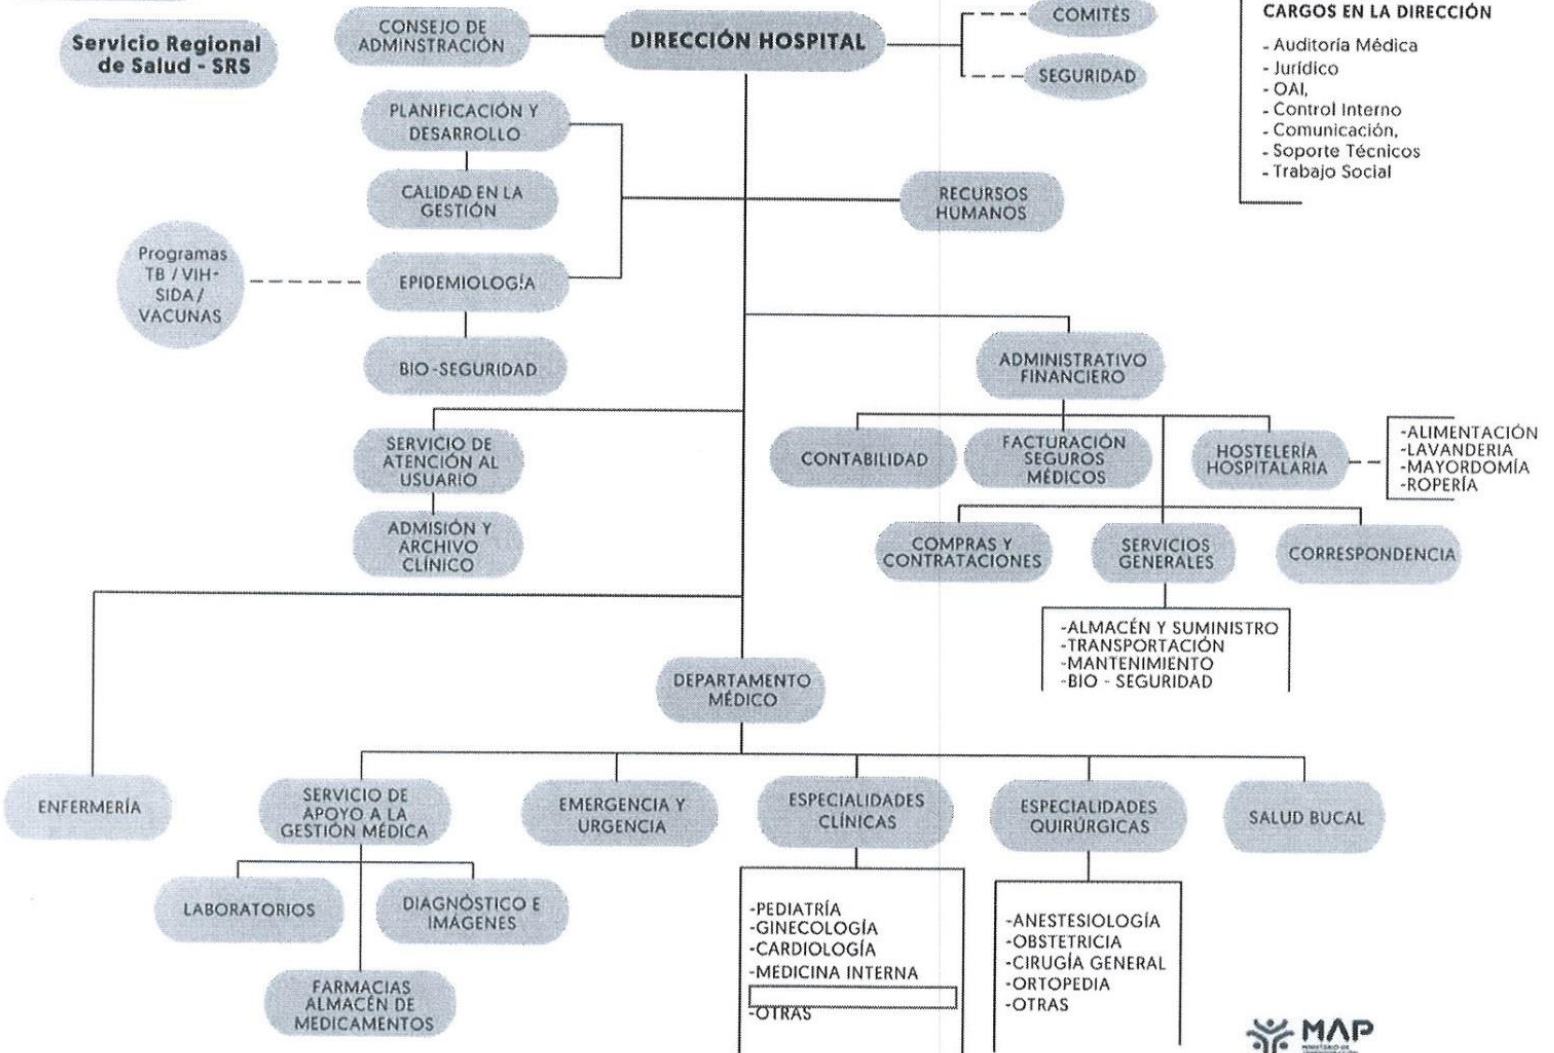 Servicio Regional
de Salud - SRS
CONSEJO DE
ADMINSTRACIÓN
DIRECCIÓN HOSPITAL
COMITÉS
SEGURIDAD
CARGOS EN LA DIRECCIÓN
- Auditoría Médica
- Jurídico
- OAI,
- Control Interno
- Comunicación,
- Soporte Técnicos
- Trabajo Social
PLANIFICACIÓN Y
DESARROLLO
CALIDAD EN LA
GESTIÓN
RECURSOS
HUMANOS
Programas
TB / VIH-
SIDA /
VACUNAS
EPIDEMIOLOGÍA
BIO - SEGURIDAD
ADMINISTRATIVO
FINANCIERO
SERVICIO DE
ATENCIÓN AL
USUARIO
CONTABILIDAD
FACTURACIÓN
SEGUROS
MÉDICOS
HOSTELERÍA
HOSPITALARIA
-ALIMENTACIÓN
-LAVANDERIA
-MAYORDOMÍA
-ROPERÍA
ADMISIÓN Y
ARCHIVO
CLÍNICO
COMPRAS Y
CONTRATACIONES
SERVICIOS
GENERALES
CORRESPONDENCIA
-ALMACÉN Y SUMINISTRO
-TRANSPORTACIÓN
-MANTENIMIENTO
-BIO - SEGURIDAD
DEPARTAMENTO
MÉDICO
ENFERMERÍA
SERVICIO DE
APOYO A LA
GESTIÓN MÉDICA
EMERGENCIA Y
URGENCIA
ESPECIALIDADES
CLÍNICAS
ESPECIALIDADES
QUIRÚRGICAS
SALUD BUCAL
LABORATORIOS
DIAGNÓSTICO E
IMÁGENES
FARMACIAS
ALMACÉN DE
MEDICAMENTOS
-PEDIATRÍA
-GINECOLOGÍA
-CARDIOLOGÍA
-MEDICINA INTERNA
-OTRAS
-ANESTESIOLOGÍA
-OBSTETRICIA
-CIRUGÍA GENERAL
-ORTOPEDIA
-OTRAS
MAP
MINISTERIO DE